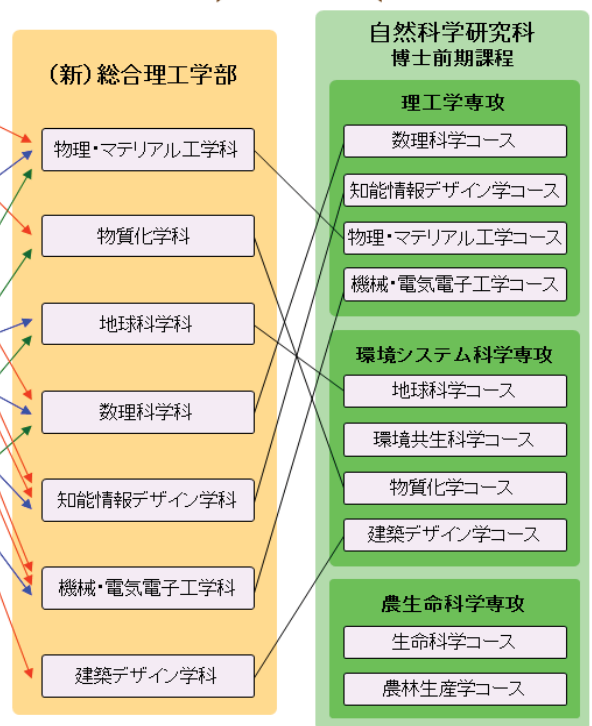 (新)総合理工学部
物理・マテリアル工学科
物質化学科
地球科学科
数理科学科
知能情報デザイン学科
機械・電気電子工学科
建築デザイン学科
自然科学研究科
博士前期課程
理工学専攻
数理科学コース
知能情報デザイン学コース
物理・マテリアル工学コース
機械・電気電子工学コース
環境システム科学専攻
地球科学コース
環境共生科学コース
物質化学コース
建築デザイン学コース
農生命科学専攻
生命科学コース
農林生産学コース